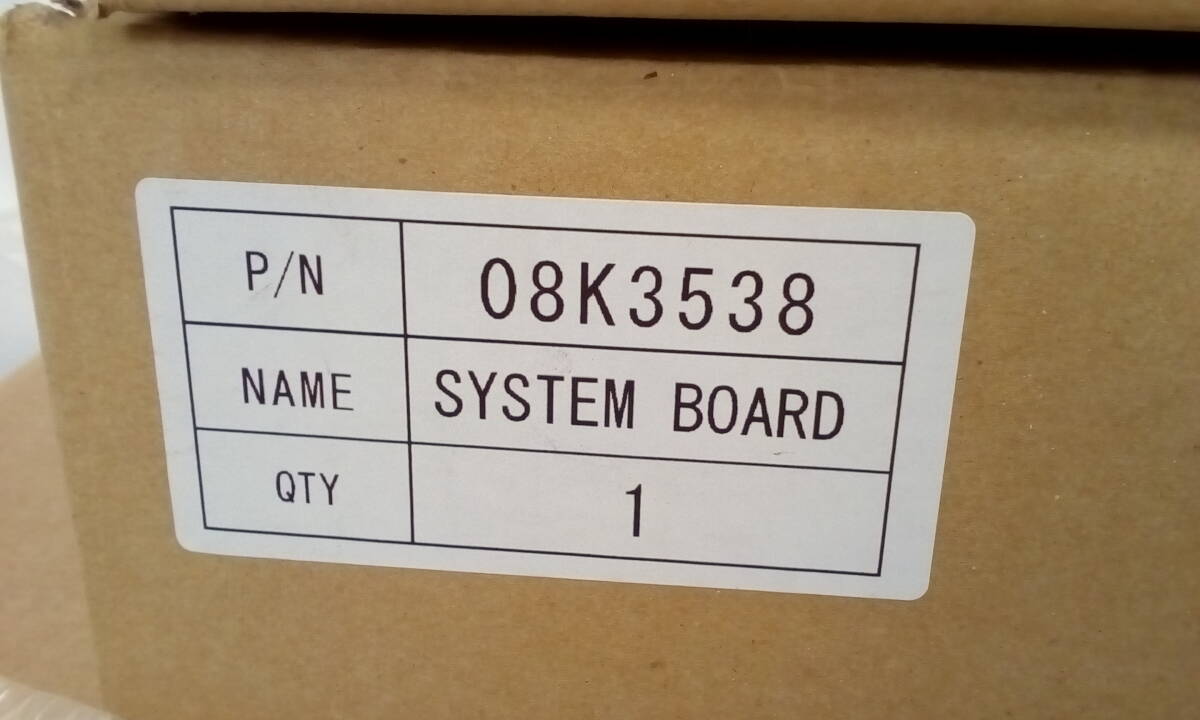 P/N 08K3538
NAME SYSTEM BOARD
QTY 1